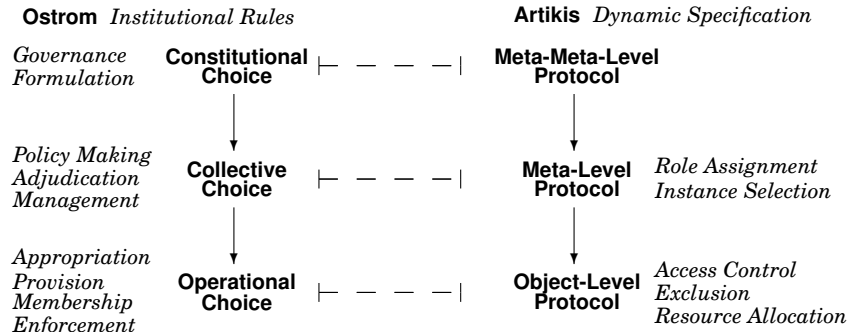 Ostrom Institutional Rules
Artikis Dynamic Specification
Governance
Formulation
Constitutional
Choice
Meta-Meta-Level
Protocol
Policy Making
Adjudication
Management
Collective
Choice
Meta-Level
Protocol
Role Assignment
Instance Selection
Appropriation
Provision
Membership
Enforcement
Operational
Choice
Object-Level
Protocol
Access Control
Exclusion
Resource Allocation